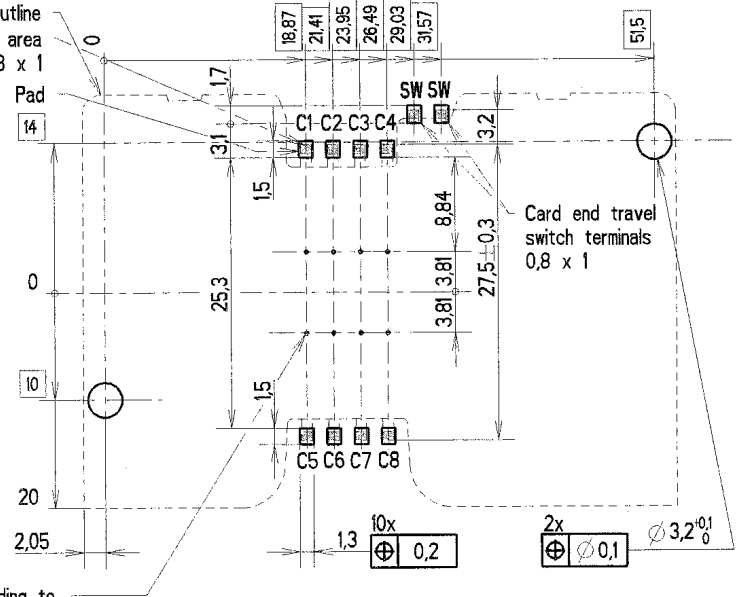 utline
area
8 x 1
Pad
0
18,87
21,41
23,95
26,49
29,03
31,57
51,5
1,7
3,1
14
SW SW
C1 C2 C3 C4
3,2
1,5
8,84
Card end travel
switch terminals
0,8 x 1
25,3
0
3,81
3,81
27,5 0,3
10
1,5
20
C5 C6 C7 C8
2,05
1,3
10x
⌖ 0,2
2x
⌖ ∅ 0,1
∅ 3,2 +0,1 0
ding to